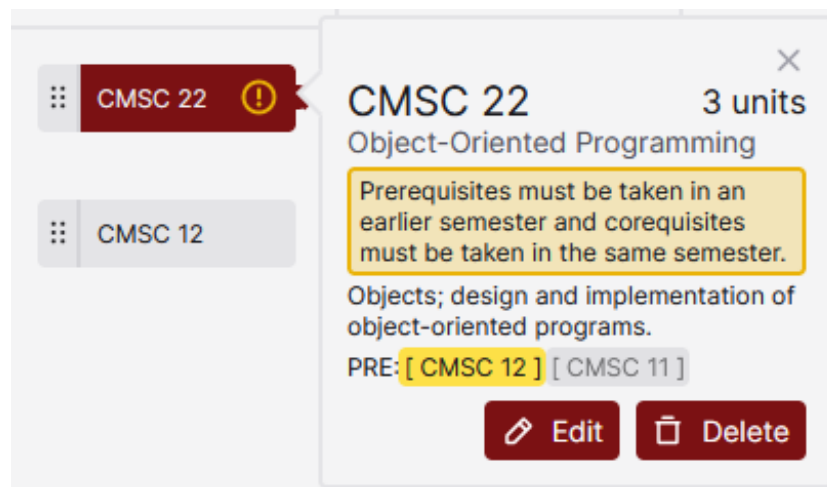 CMSC 22
CMSC 12
CMSC 22 3 units
Object-Oriented Programming
Prerequisites must be taken in an
earlier semester and corequisites
must be taken in the same semester.
Objects; design and implementation of
object-oriented programs.
PRE: [ CMSC 12 ] [ CMSC 11 ]
Edit Delete